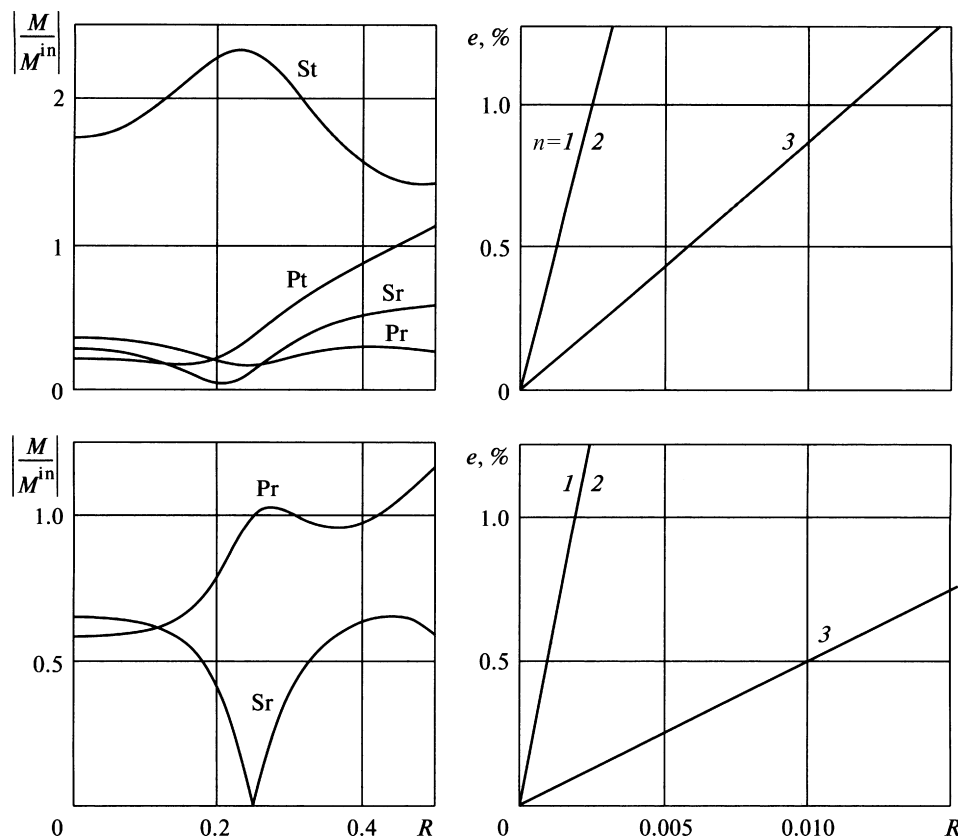 |M/M^in|
2
1
0
St
Pt
Sr
Pr
e, %
1.0
0.5
0
n=1 2
3
|M/M^in|
1.0
0.5
0 0.2 0.4 R
Pr
Sr
e, %
1.0
0.5
0 0.005 0.010 R
1 2
3